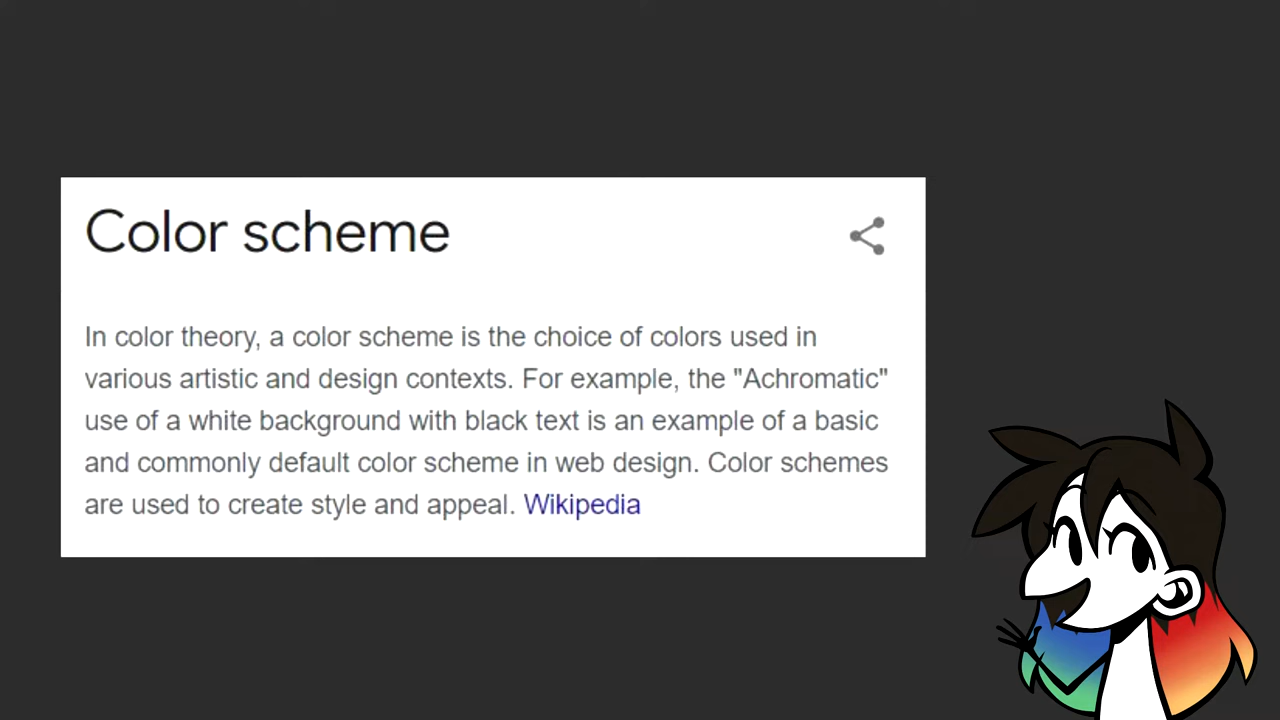 Color scheme
In color theory, a color scheme is the choice of colors used in
various artistic and design contexts. For example, the "Achromatic"
use of a white background with black text is an example of a basic
and commonly default color scheme in web design. Color schemes
are used to create style and appeal. Wikipedia